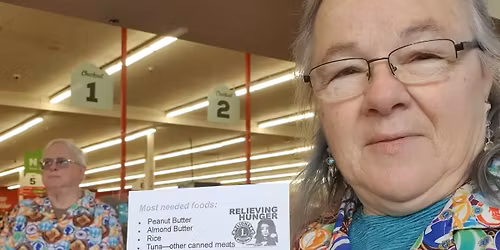 Checkout
1
Checkout
2
N
5
Most needed foods:
• Peanut Butter
• Almond Butter
• Rice
• Tuna—other canned meats
RELIEVING
HUNGER